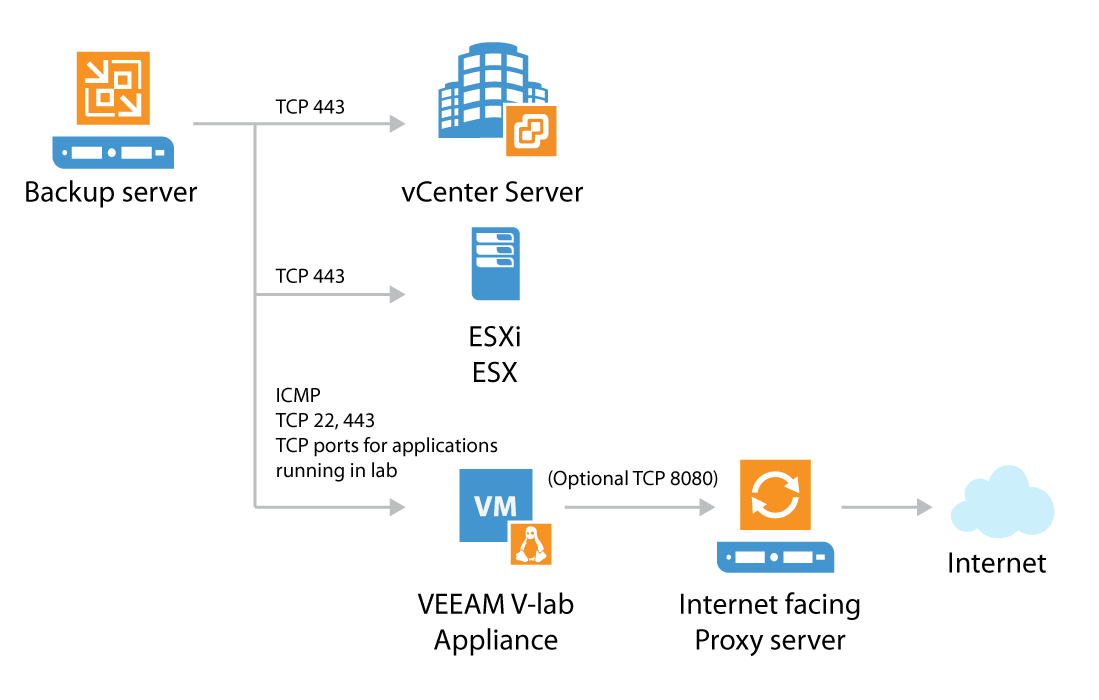 TCP 443
Backup server
vCenter Server
TCP 443
ESXi
ESX
ICMP
TCP 22, 443
TCP ports for applications
running in lab
VM
(Optional TCP 8080)
VEEAM V-lab
Appliance
Internet facing
Proxy server
Internet